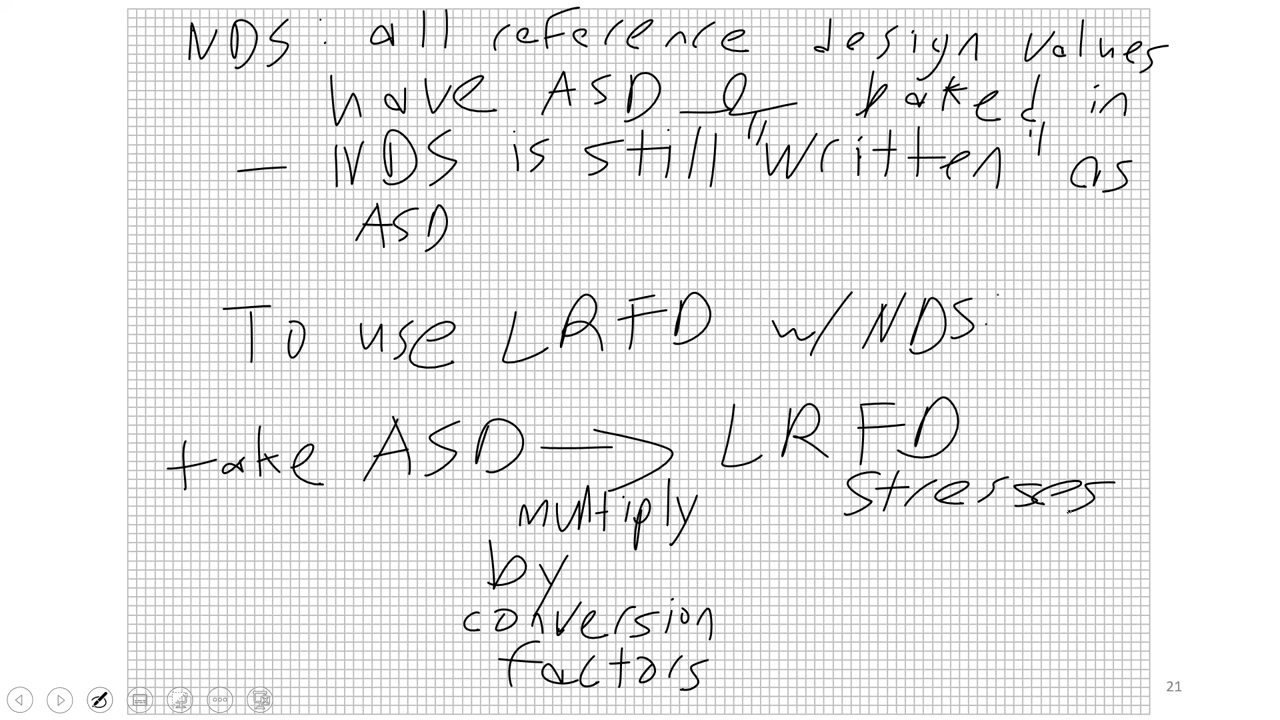 NDS: all reference design values
have ASD Ω baked in
— NDS is still "written" as
ASD
To use LRFD w/ NDS:
take ASD → LRFD
stresses
multiply
by
conversion
factors
21